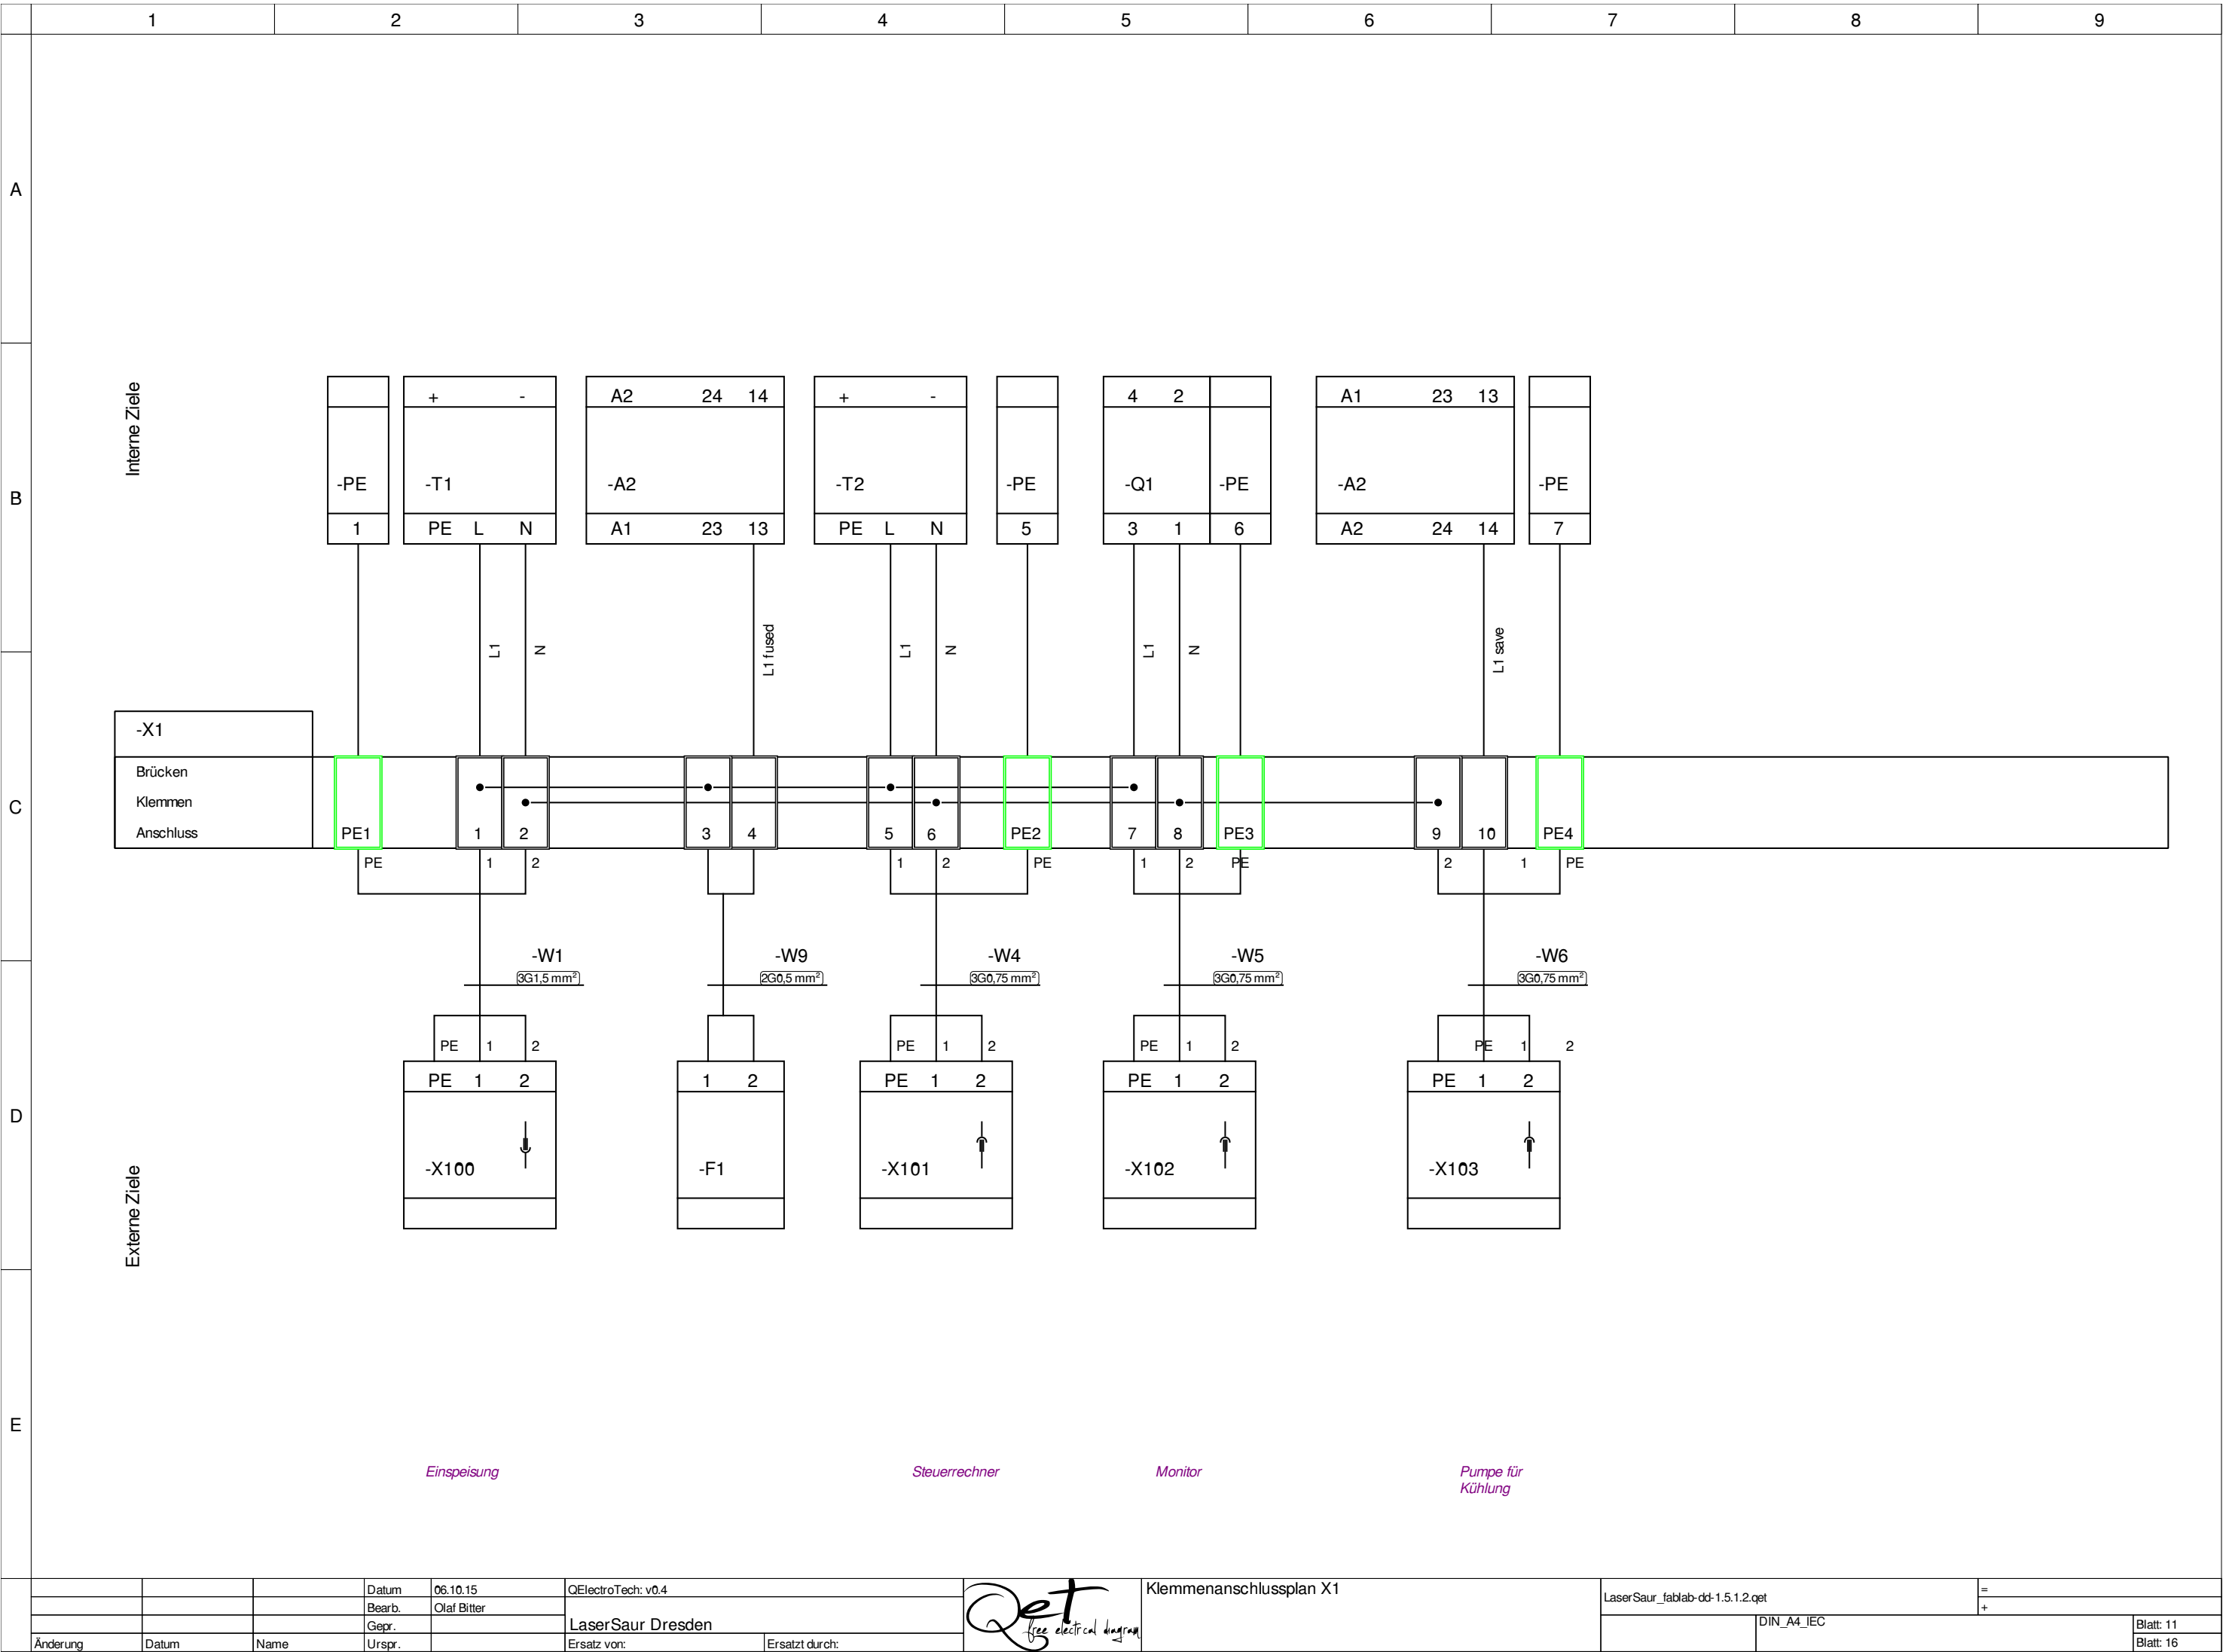 1 2 3 4 5 6 7 8 9
A
B
C
D
E
Interne Ziele
+ - A2 24 14 + - 4 2 A1 23 13
-PE -T1 -A2 -T2 -PE -Q1 -PE -A2 -PE
1 PE L N A1 23 13 PE L N 5 3 1 6 A2 24 14 7
L1 N L1 fused L1 N L1 N L1 save
-X1
Brücken
Klemmen
Anschluss PE1 1 2 3 4 5 6 PE2 7 8 PE3 9 10 PE4
PE 1 2 1 2 PE 1 2 PE 2 1 PE
-W1 -W9 -W4 -W5 -W6
3G1,5 mm² 2G0,5 mm² 3G0,75 mm² 3G0,75 mm² 3G0,75 mm²
PE 1 2 PE 1 2 PE 1 2 PE 1 2
PE 1 2 1 2 PE 1 2 PE 1 2 PE 1 2
-X100 -F1 -X101 -X102 -X103
Externe Ziele
Einspeisung Steuerrechner Monitor Pumpe für
Kühlung
Datum 06.10.15 QElectroTech: v0.4
Bearb. Olaf Bitter
Gepr. LaserSaur Dresden
Änderung Datum Name Urspr. Ersatz von: Ersatzt durch:
Qet
free electrical diagram
Klemmenanschlussplan X1
LaserSaur_fablab-dd-1.5.1.2.qet
=
+
DIN_A4_IEC
Blatt: 11
Blatt: 16